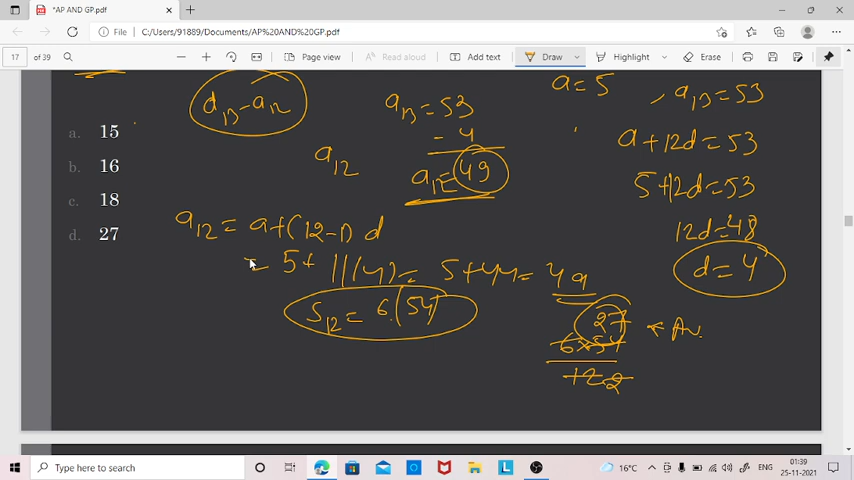 *AP AND GP.pdf
File
C:/Users/91889/Documents/AP%20AND%20GP.pdf
17 of 39
Page view
Read aloud
Add text
Draw
Highlight
Erase
d13-a12
a13=53
a=5
, a13=53
- 4
a+12d=53
a12
a12=49
5+12d=53
a. 15
b. 16
c. 18
d. 27
a12= a+(12-1) d
12d=48
= 5+ 11(4)= 5+44= 49
d=4
S12= 6(54)
27
6x54
12 2
Type here to search
16°C
ENG
01:39
25-11-2021